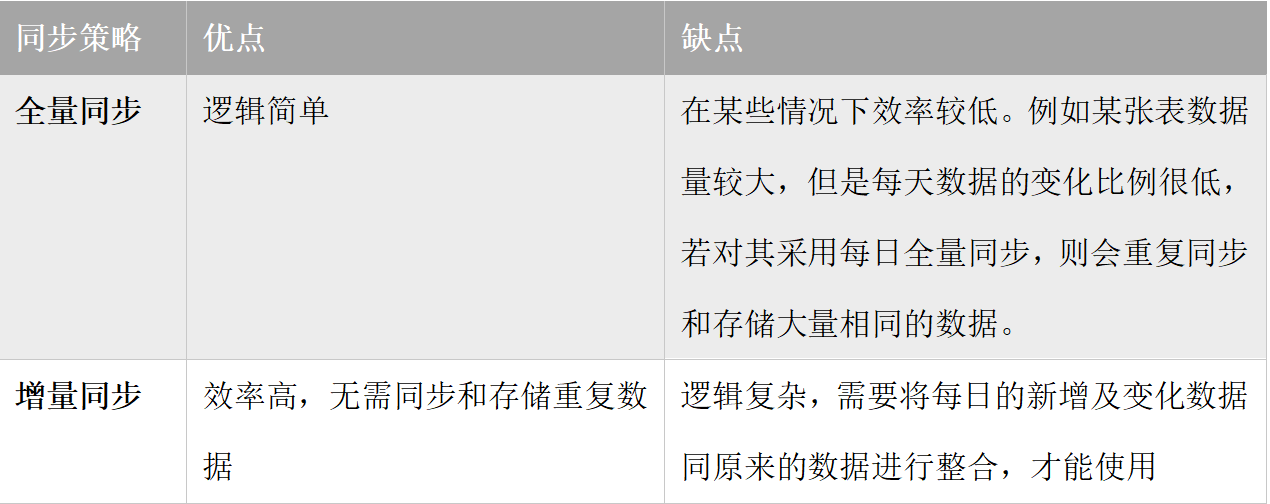 同步策略
优点
缺点
全量同步
逻辑简单
在某些情况下效率较低。例如某张表数据
量较大，但是每天数据的变化比例很低，
若对其采用每日全量同步，则会重复同步
和存储大量相同的数据。
增量同步
效率高，无需同步和存储重复数
据
逻辑复杂，需要将每日的新增及变化数据
同原来的数据进行整合，才能使用